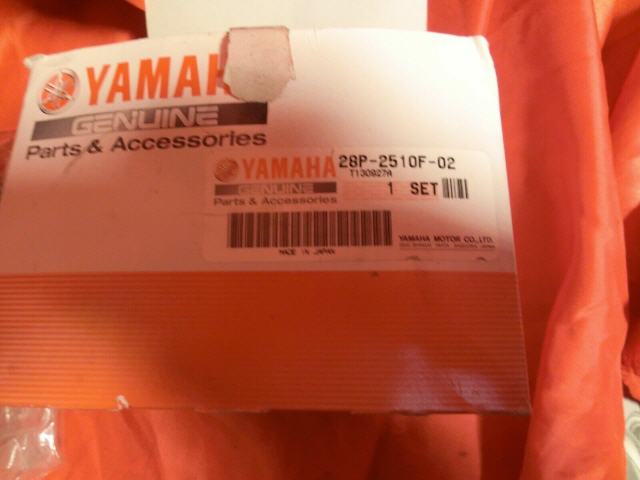 YAMAH
GENUINE
Parts & Accessories
YAMAHA 28P-2510F-02
T130927A
GENUINE 1 SET
Parts & Accessories
YAMAHA MOTOR CO.,LTD.
MADE IN JAPAN